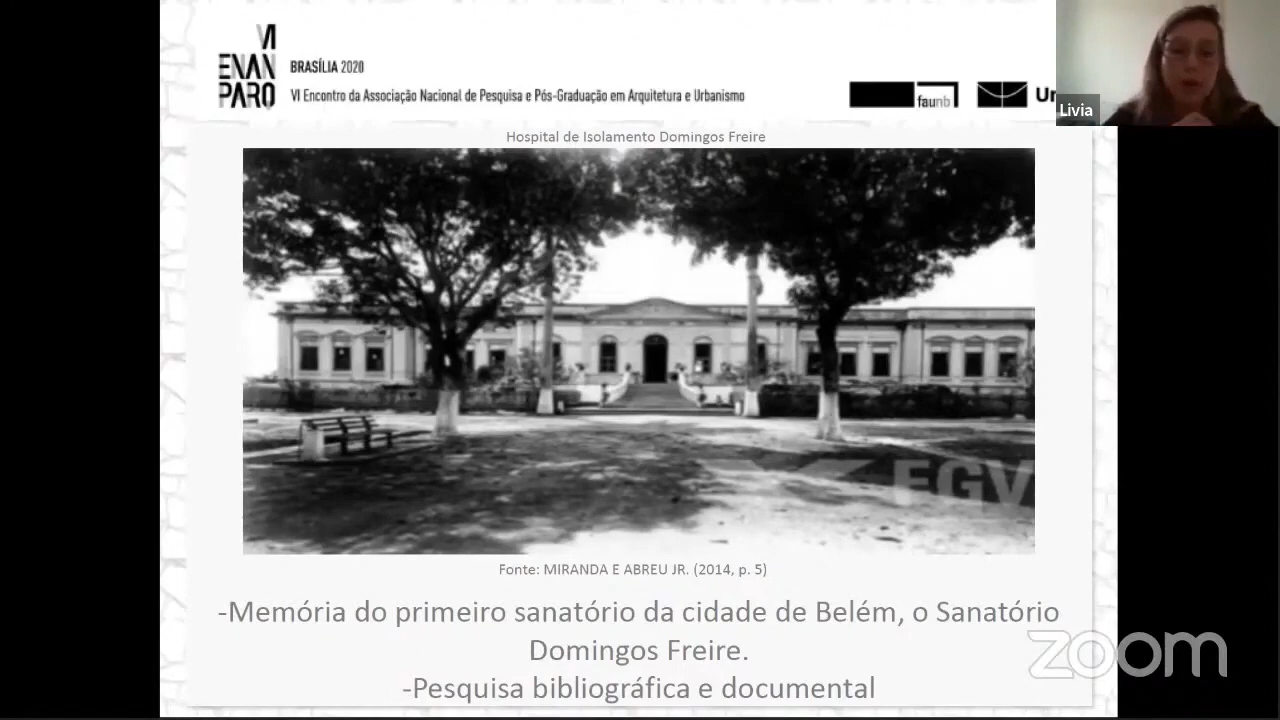 VI
ENAN
PARQ
BRASÍLIA 2020
VI Encontro da Associação Nacional de Pesquisa e Pós-Graduação em Arquitetura e Urbanismo
faunb
Livia
Hospital de Isolamento Domingos Freire
FGV
Fonte: MIRANDA E ABREU JR. (2014, p. 5)
-Memória do primeiro sanatório da cidade de Belém, o Sanatório
Domingos Freire.
-Pesquisa bibliográfica e documental
zoom